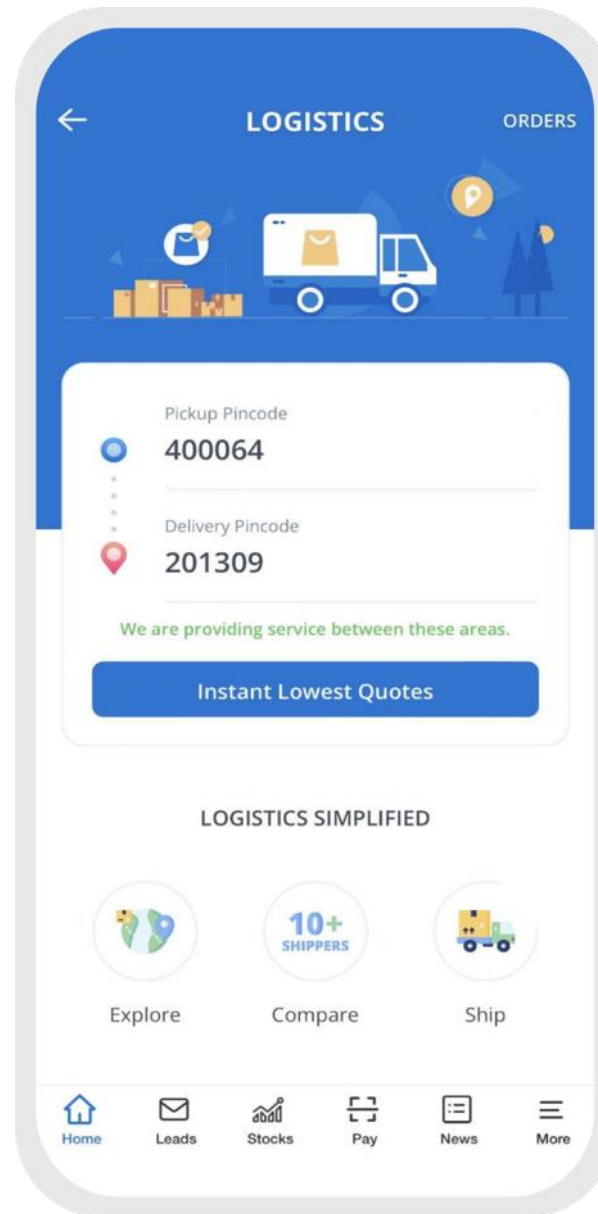 LOGISTICS
ORDERS
Pickup Pincode
400064
Delivery Pincode
201309
We are providing service between these areas.
Instant Lowest Quotes
LOGISTICS SIMPLIFIED
10+
SHIPPERS
Explore
Compare
Ship
Home
Leads
Stocks
Pay
News
More